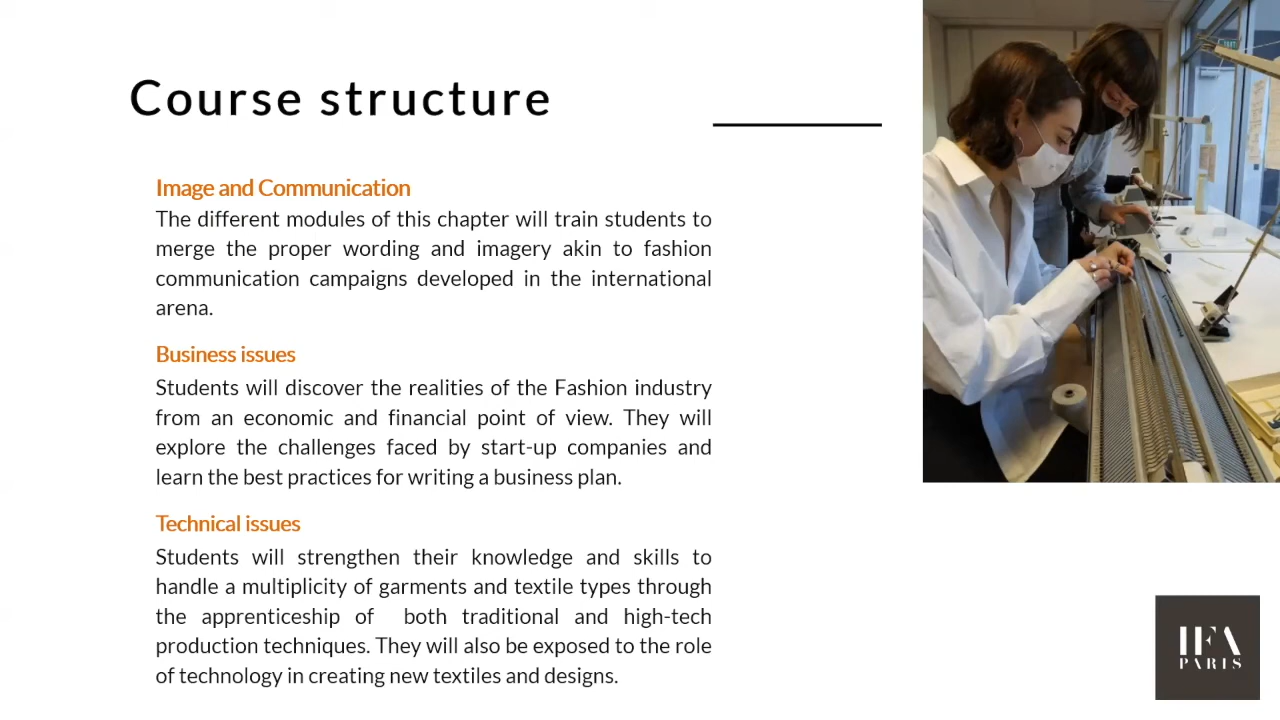 Course structure
Image and Communication
The different modules of this chapter will train students to
merge the proper wording and imagery akin to fashion
communication campaigns developed in the international
arena.
Business issues
Students will discover the realities of the Fashion industry
from an economic and financial point of view. They will
explore the challenges faced by start-up companies and
learn the best practices for writing a business plan.
Technical issues
Students will strengthen their knowledge and skills to
handle a multiplicity of garments and textile types through
the apprenticeship of both traditional and high-tech
production techniques. They will also be exposed to the role
of technology in creating new textiles and designs.
IFA
PARIS